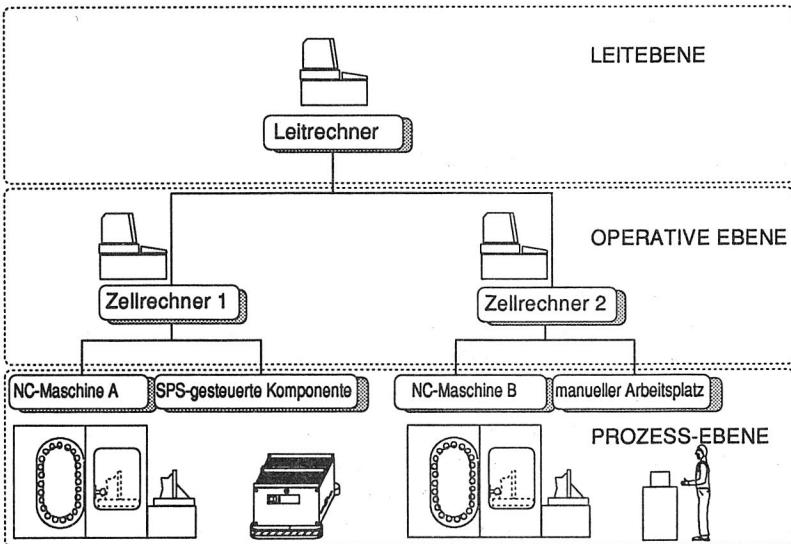 LEITEBENE
Leitrechner
OPERATIVE EBENE
Zellrechner 1
Zellrechner 2
NC-Maschine A
SPS-gesteuerte Komponente
NC-Maschine B
manueller Arbeitsplatz
PROZESS-EBENE